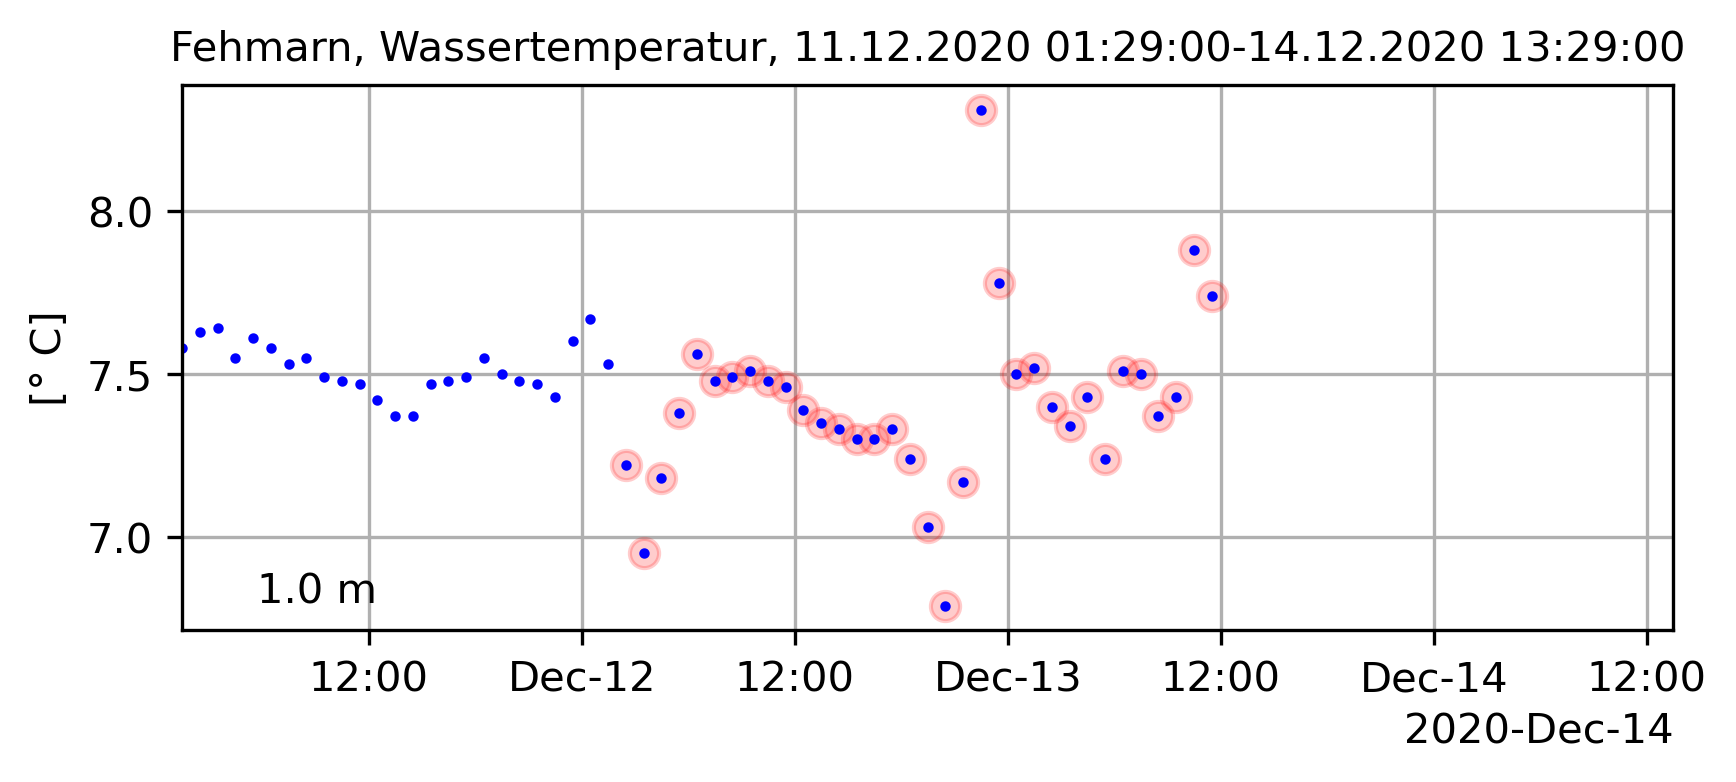 Fehmarn, Wassertemperatur, 11.12.2020 01:29:00-14.12.2020 13:29:00
[° C]
8.0
7.5
7.0
1.0 m
12:00 Dec-12 12:00 Dec-13 12:00 Dec-14 12:00
2020-Dec-14